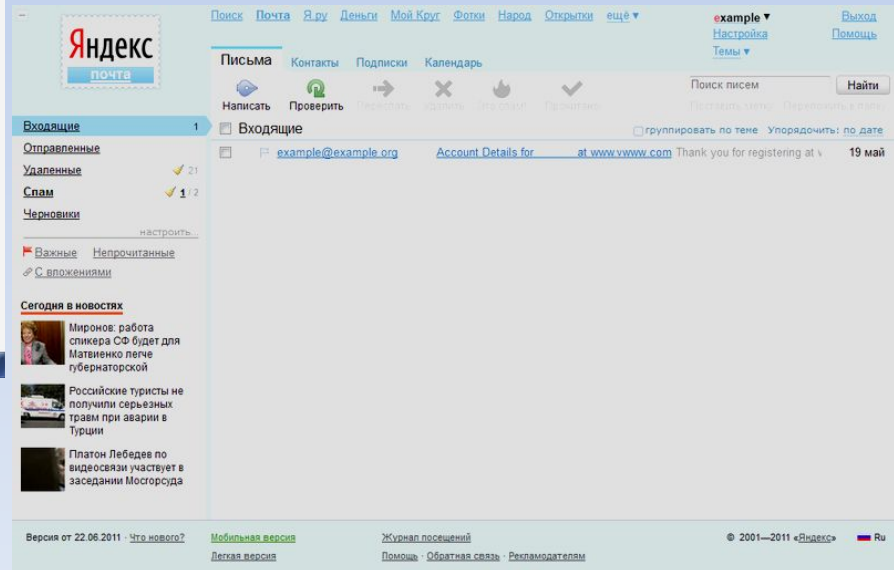 Поиск Почта Я.ру Деньги Мой Круг Фотки Народ Открытки ещё ▼
example ▼ Выход
Настройка Помощь
Темы ▼
Яндекс
почта
Письма Контакты Подписки Календарь
Написать Проверить Переслать Удалить Это спам! Прочитано
Поиск писем Найти
Входящие 1
Отправленные
Удаленные 21
Спам 1 / 2
Черновики
настроить...
Важные Непрочитанные
С вложениями
Входящие группировать по теме Упорядочить: по дате
example@example.org Account Details for at www.vwww.com Thank you for registering at 19 май
Сегодня в новостях
Миронов: работа
спикера СФ будет для
Матвиенко легче
губернаторской
Российские туристы не
получили серьезных
травм при аварии в
Турции
Платон Лебедев по
видеосвязи участвует в
заседании Мосгорсуда
Версия от 22.06.2011 · Что нового? Мобильная версия Журнал посещений © 2001—2011 «Яндекс» Ru
Легкая версия Помощь · Обратная связь · Рекламодателям